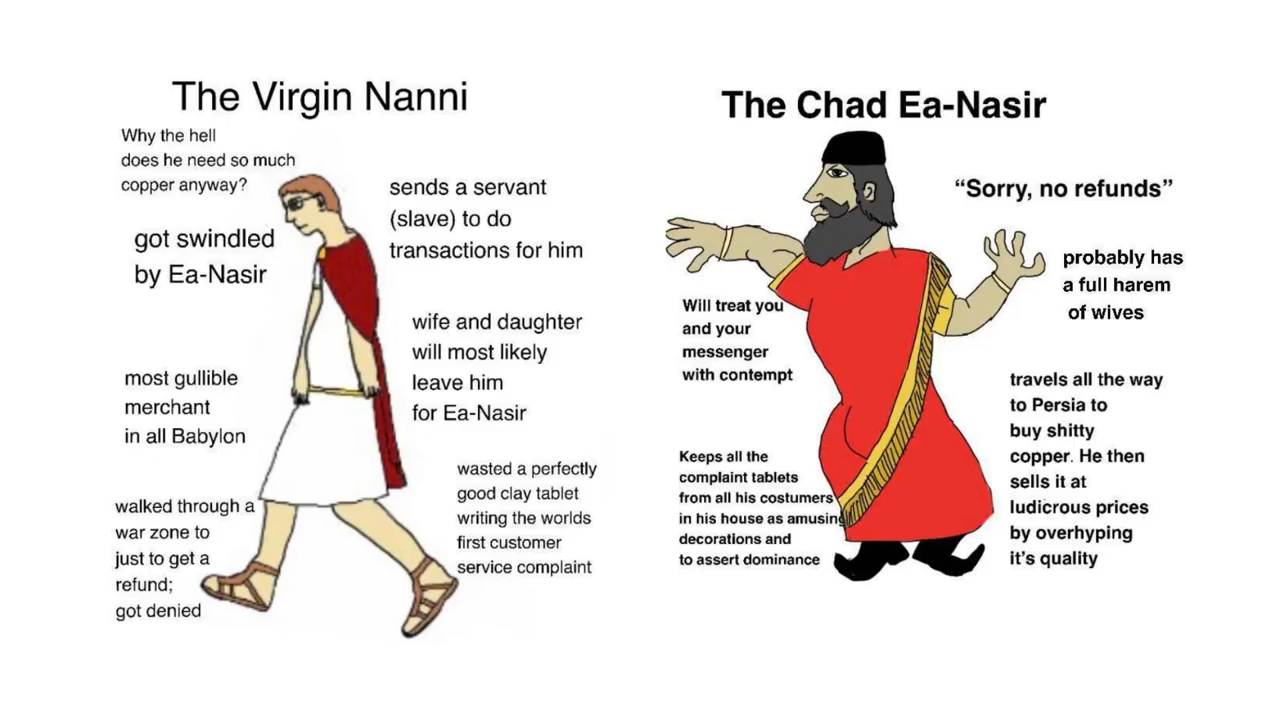 The Virgin Nanni
Why the hell
does he need so much
copper anyway?
got swindled
by Ea-Nasir
most gullible
merchant
in all Babylon
walked through a
war zone to
just to get a
refund;
got denied
sends a servant
(slave) to do
transactions for him
wife and daughter
will most likely
leave him
for Ea-Nasir
wasted a perfectly
good clay tablet
writing the worlds
first customer
service complaint
The Chad Ea-Nasir
Will treat you
and your
messenger
with contempt
Keeps all the
complaint tablets
from all his costumers
in his house as amusing
decorations and
to assert dominance
“Sorry, no refunds”
probably has
a full harem
of wives
travels all the way
to Persia to
buy shitty
copper. He then
sells it at
ludicrous prices
by overhyping
it’s quality